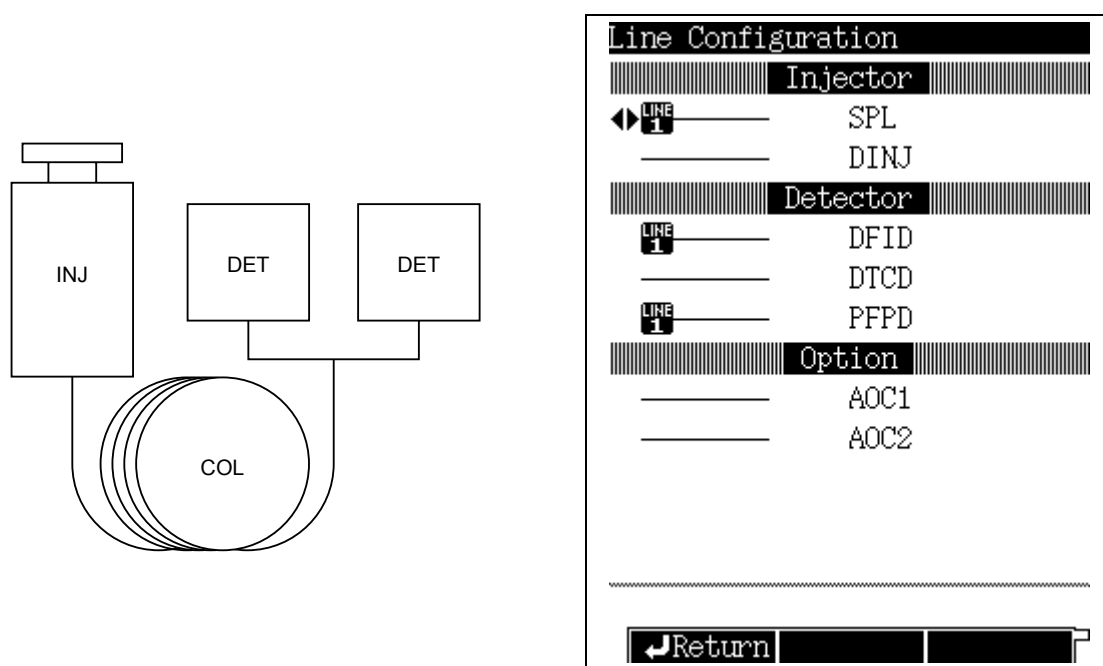 INJ
DET
DET
COL
Line Configuration
Injector
LINE 1 SPL
DINJ
Detector
LINE 1 DFID
DTCD
LINE 1 PFPD
Option
AOC1
AOC2
Return